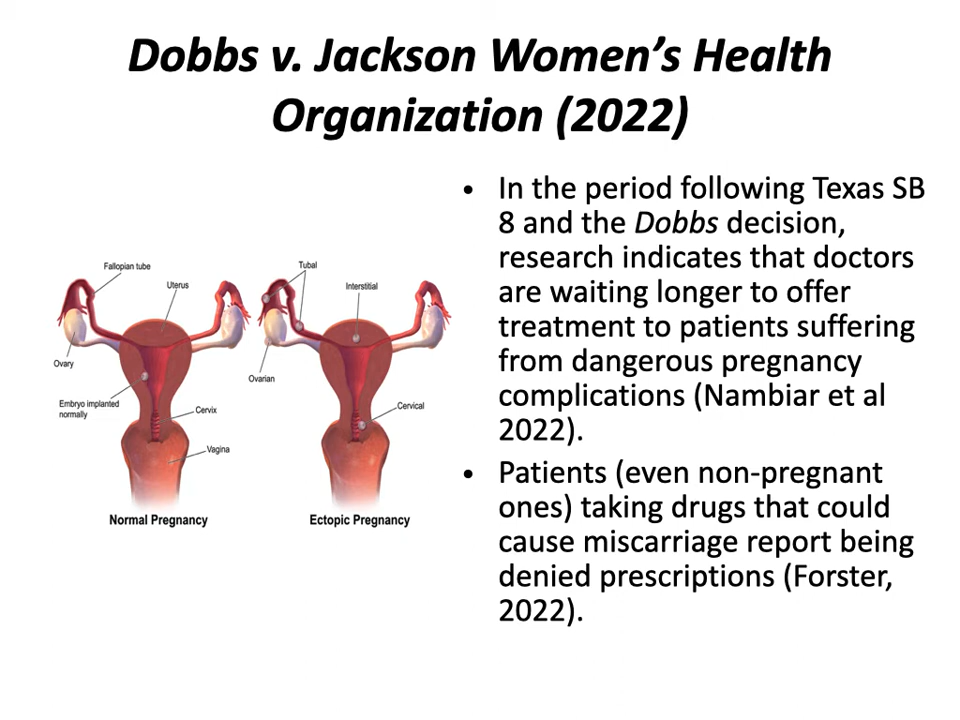 Dobbs v. Jackson Women’s Health
Organization (2022)
Fallopian tube
Uterus
Ovary
Embryo implanted
normally
Cervix
Vagina
Normal Pregnancy
Tubal
Interstitial
Ovarian
Cervical
Ectopic Pregnancy
• In the period following Texas SB
8 and the Dobbs decision,
research indicates that doctors
are waiting longer to offer
treatment to patients suffering
from dangerous pregnancy
complications (Nambiar et al
2022).
• Patients (even non-pregnant
ones) taking drugs that could
cause miscarriage report being
denied prescriptions (Forster,
2022).